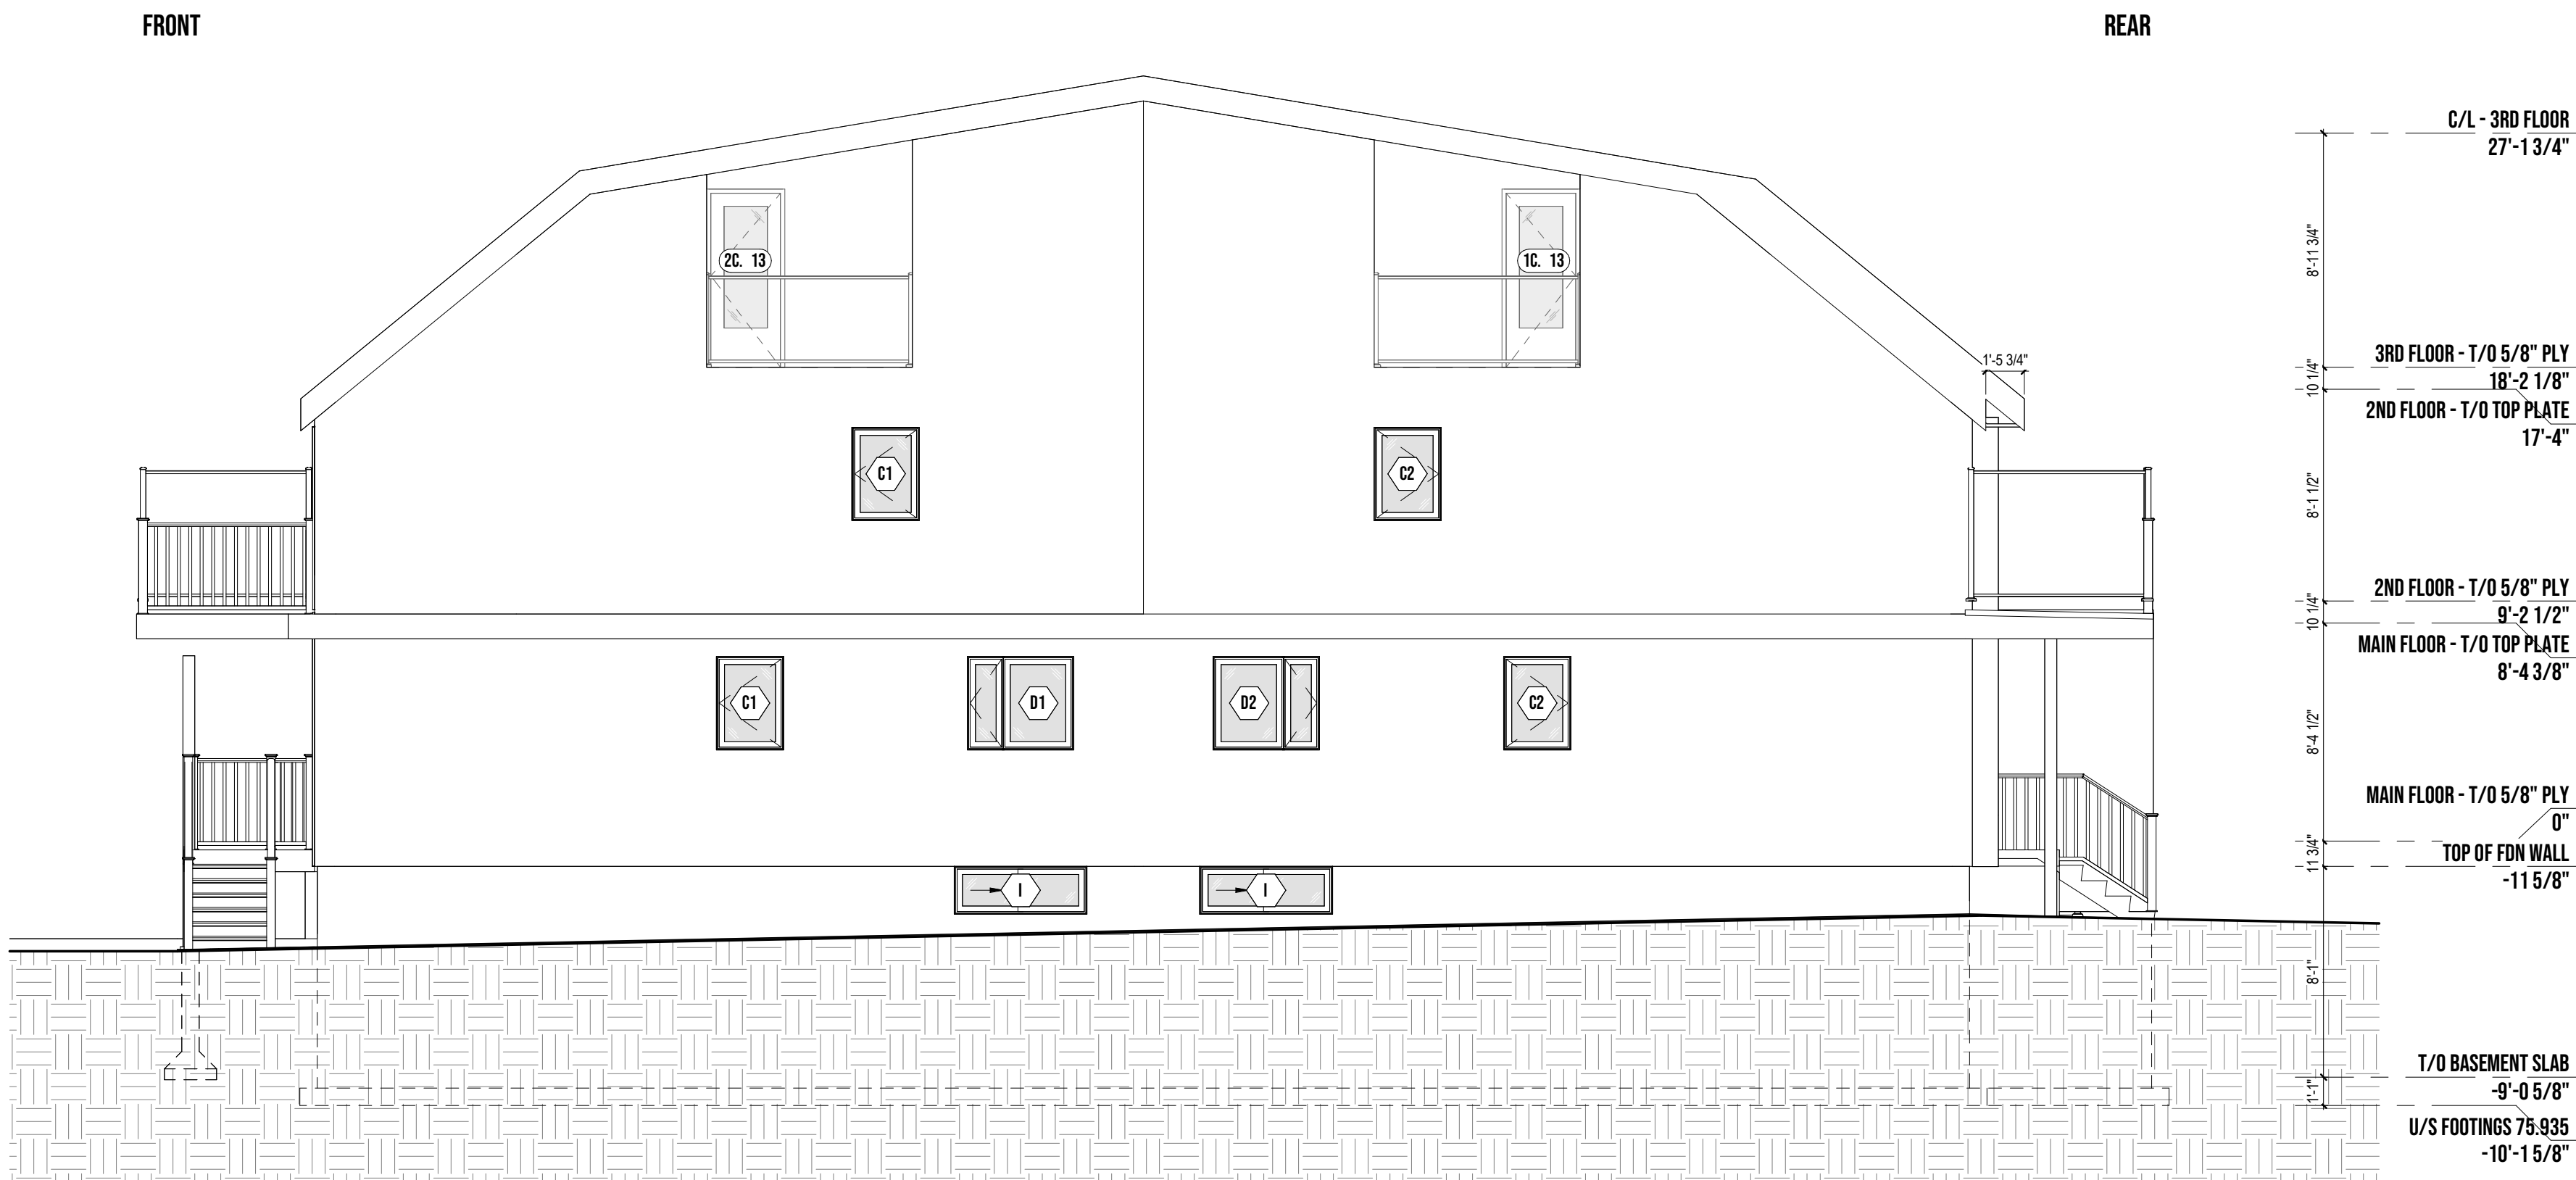 FRONT
REAR
C/L - 3RD FLOOR
27'-1 3/4"
8'-11 3/4"
2C. 13
1C. 13
1'-5 3/4"
3RD FLOOR - T/O 5/8" PLY
18'-2 1/8"
10 1/4"
2ND FLOOR - T/O TOP PLATE
17'-4"
C1
C2
8'-1 1/2"
2ND FLOOR - T/O 5/8" PLY
9'-2 1/2"
10 1/4"
MAIN FLOOR - T/O TOP PLATE
8'-4 3/8"
C1
D1
D2
C2
8'-4 1/2"
MAIN FLOOR - T/O 5/8" PLY
0"
11 3/4"
TOP OF FDN WALL
-11 5/8"
I
I
8'-1"
T/O BASEMENT SLAB
-9'-0 5/8"
1'-1"
U/S FOOTINGS 75.935
-10'-1 5/8"